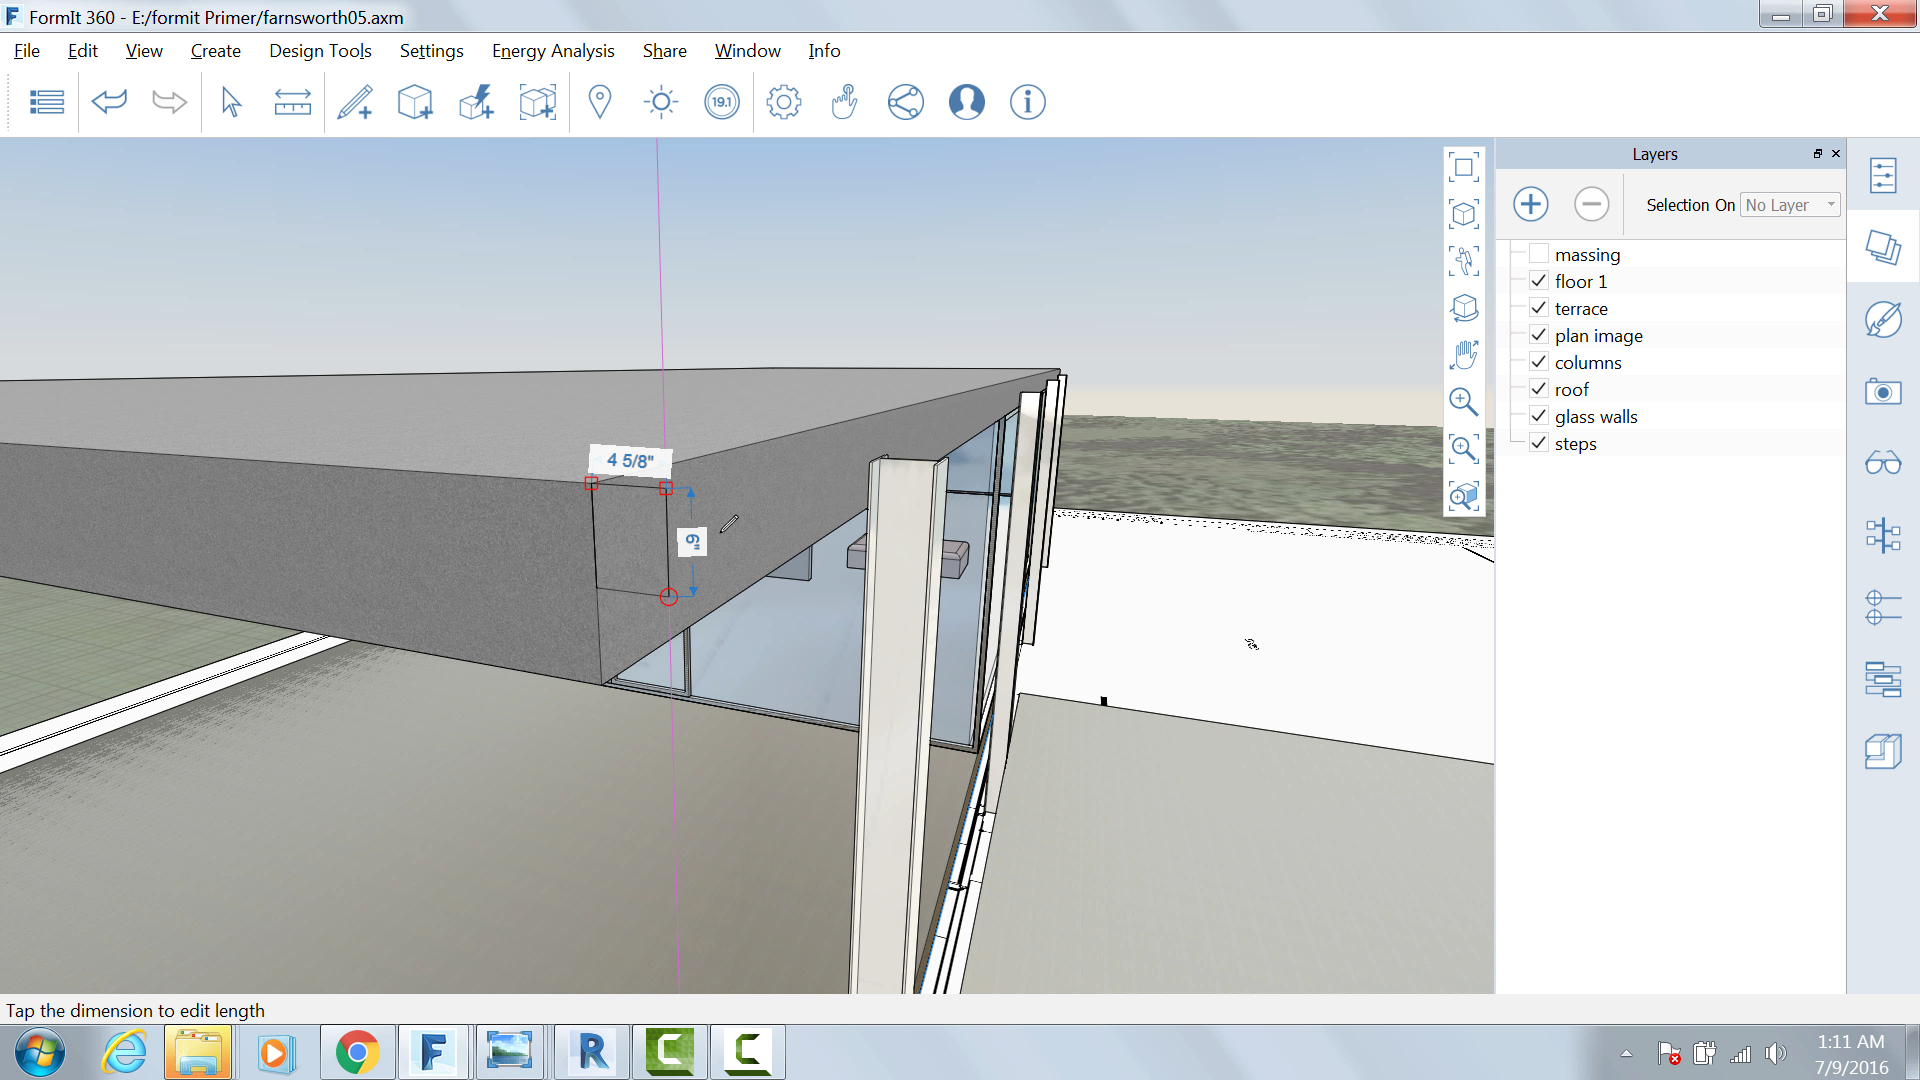 FormIt 360 - E:/formit Primer/farnsworth05.axm
File Edit View Create Design Tools Settings Energy Analysis Share Window Info
19.1
Layers
Selection On No Layer
massing
floor 1
terrace
plan image
columns
roof
glass walls
steps
4 5/8"
9"
Tap the dimension to edit length
1:11 AM
7/9/2016